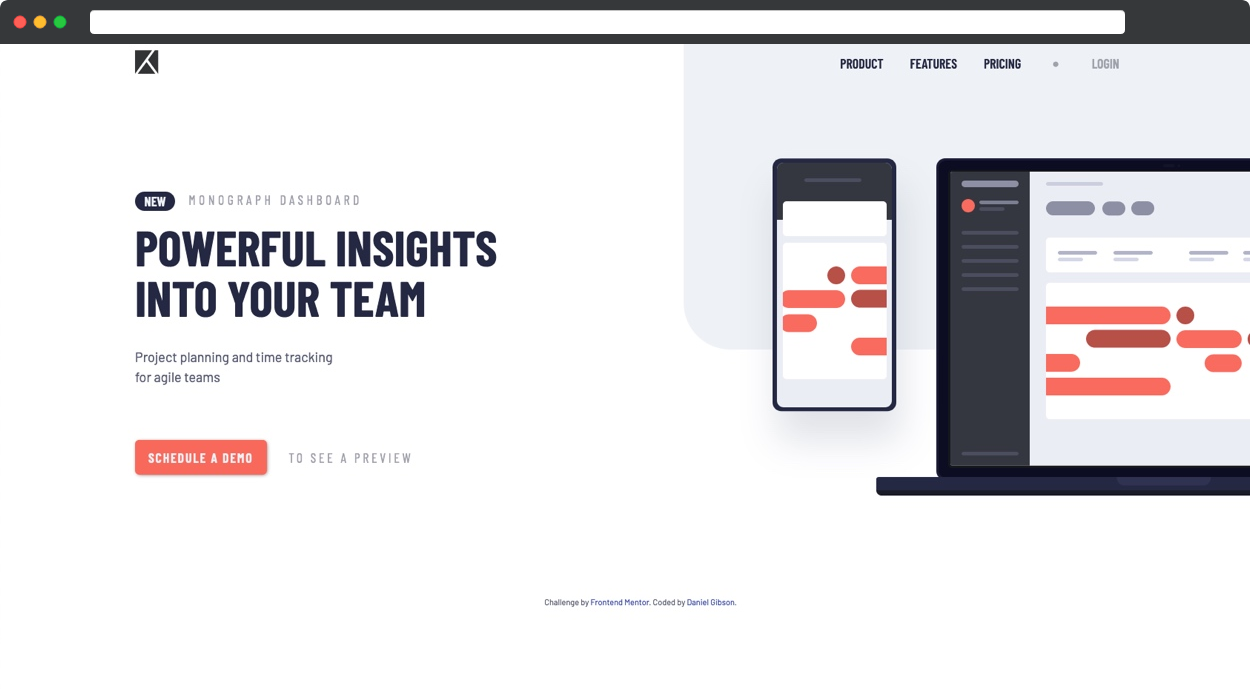 PRODUCT FEATURES PRICING LOGIN
NEW MONOGRAPH DASHBOARD
POWERFUL INSIGHTS
INTO YOUR TEAM
Project planning and time tracking
for agile teams
SCHEDULE A DEMO TO SEE A PREVIEW
Challenge by Frontend Mentor. Coded by Daniel Gibson.